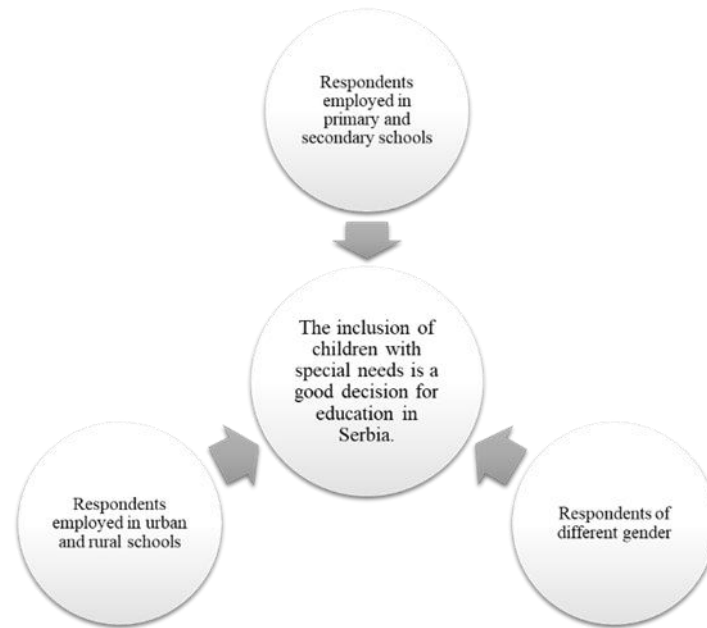 Respondents
employed in
primary and
secondary schools
The inclusion of
children with
special needs is a
good decision for
education in
Serbia.
Respondents
employed in urban
and rural schools
Respondents of
different gender